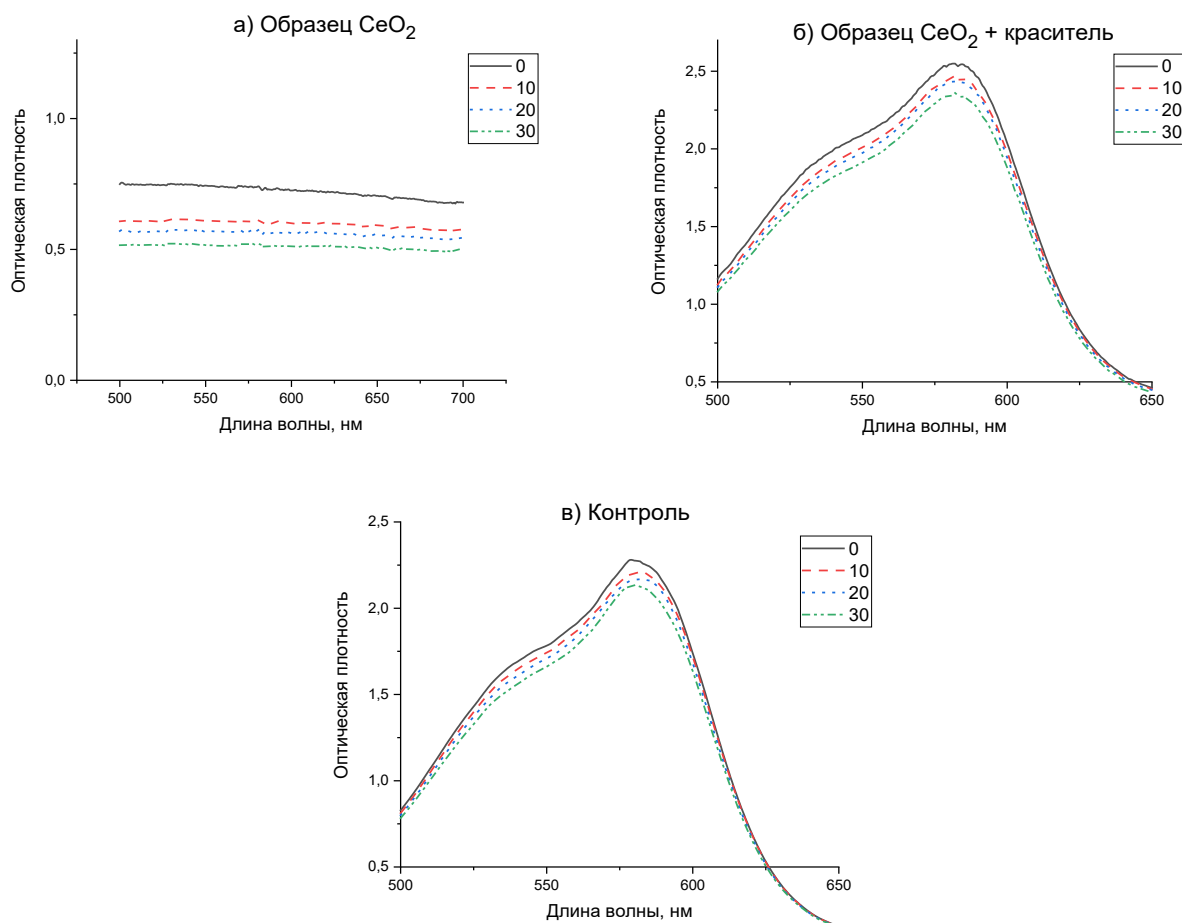 а) Образец CeO2
Оптическая плотность
1,0
0,5
0,0
500 550 600 650 700
Длина волны, нм
0
10
20
30
б) Образец CeO2 + краситель
Оптическая плотность
2,5
2,0
1,5
1,0
0,5
500 550 600 650
Длина волны, нм
0
10
20
30
в) Контроль
Оптическая плотность
2,5
2,0
1,5
1,0
0,5
500 550 600 650
Длина волны, нм
0
10
20
30